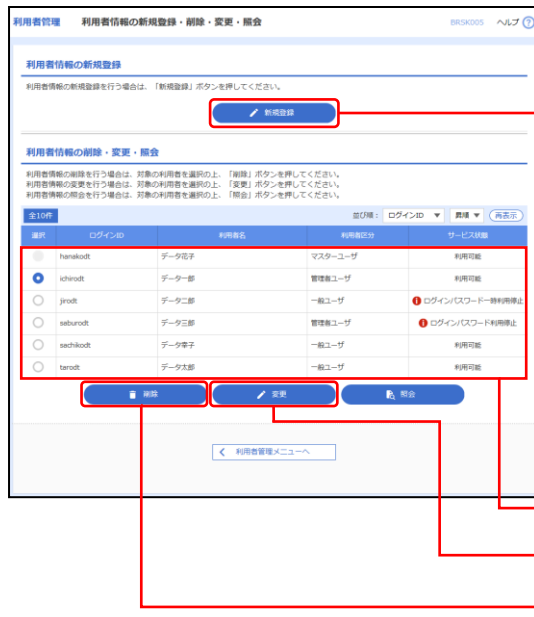 利用者管理 利用者情報の新規登録・削除・変更・照会 BRSK005 ヘルプ ?
利用者情報の新規登録
利用者情報の新規登録を行う場合は、「新規登録」ボタンを押してください。
新規登録
利用者情報の削除・変更・照会
利用者情報の削除を行う場合は、対象の利用者を選択の上、「削除」ボタンを押してください。
利用者情報の変更を行う場合は、対象の利用者を選択の上、「変更」ボタンを押してください。
利用者情報の照会を行う場合は、対象の利用者を選択の上、「照会」ボタンを押してください。
全10件 並び順： ログインID ▼ 昇順 ▼ 再表示
選択 ログインID 利用者名 利用者区分 サービス状態
hanakodt データ花子 マスターユーザ 利用可能
ichirodt データ一郎 管理者ユーザ 利用可能
jirodt データ二郎 一般ユーザ ログインパスワード一時利用停止
saburodt データ三郎 管理者ユーザ ログインパスワード利用停止
sachikodt データ幸子 一般ユーザ 利用可能
tarodt データ太郎 一般ユーザ 利用可能
削除 変更 照会
利用者管理メニューへ